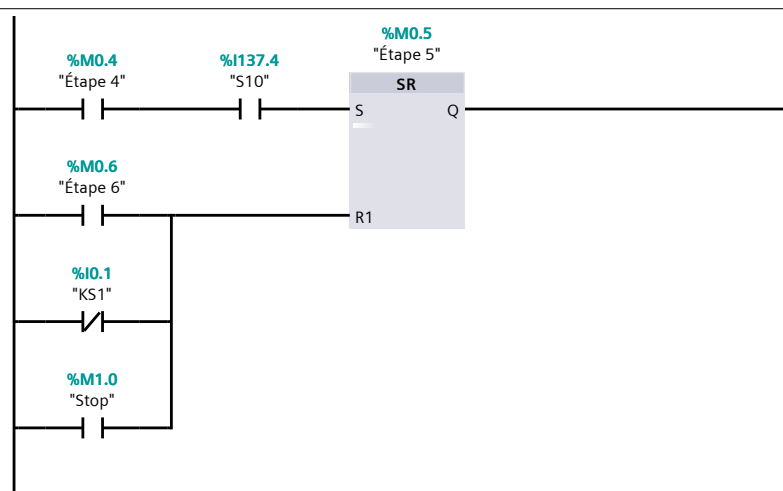 %M0.5
"Étape 5"
%M0.4
%I137.4
"Étape 4"
"S10"
SR
S
Q
%M0.6
"Étape 6"
R1
%I0.1
"KS1"
%M1.0
"Stop"